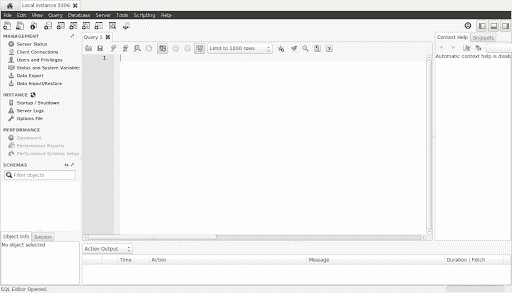 Local instance 3306
File Edit View Query Database Server Tools Scripting Help
MANAGEMENT
Server Status
Client Connections
Users and Privileges
Status and System Variables
Data Export
Data Import/Restore
INSTANCE
Startup / Shutdown
Server Logs
Options File
PERFORMANCE
Dashboard
Performance Reports
Performance Schema Setup
SCHEMAS
Filter objects
Object Info Session
No object selected
Query 1
Limit to 1000 rows
1
Context Help Snippets
Automatic context help is disab
Action Output
Time Action Message Duration / Fetch
SQL Editor Opened.